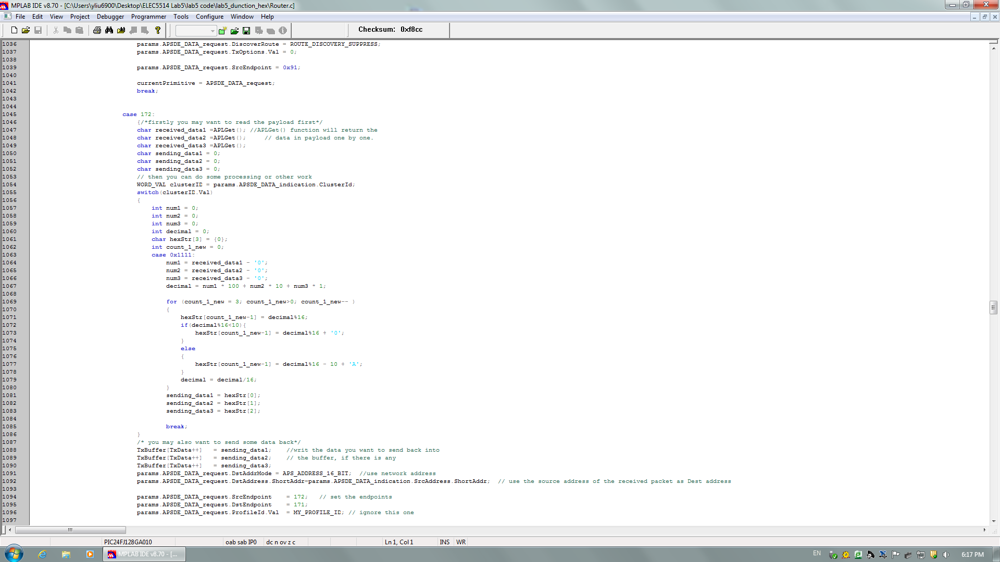 MPLAB IDE v8.70 - [C:\Users\yliu6900\Desktop\ELEC5514 Lab5\lab5 code\lab5_dunction_hex\Router.c]
File Edit View Project Debugger Programmer Tools Configure Window Help
Checksum: 0xf8cc
1036 params.APSDE_DATA_request.DiscoverRoute = ROUTE_DISCOVERY_SUPPRESS;
1037 params.APSDE_DATA_request.TxOptions.Val = 0;
1038
1039 params.APSDE_DATA_request.SrcEndpoint = 0x91;
1040
1041 currentPrimitive = APSDE_DATA_request;
1042 break;
1043
1044
1045 case 172:
1046 {/*firstly you may want to read the payload first*/
1047 char received_data1 =APLGet(); //APLGet() function will return the
1048 char received_data2 =APLGet(); // data in payload one by one.
1049 char received_data3 =APLGet();
1050 char sending_data1 = 0;
1051 char sending_data2 = 0;
1052 char sending_data3 = 0;
1053 // then you can do some processing or other work
1054 WORD_VAL clusterID = params.APSDE_DATA_indication.ClusterId;
1055 switch(clusterID.Val)
1056 {
1057 int num1 = 0;
1058 int num2 = 0;
1059 int num3 = 0;
1060 int decimal = 0;
1061 char hexStr[3] = {0};
1062 int count_1_new = 0;
1063 case 0x1111:
1064 num1 = received_data1 - '0';
1065 num2 = received_data2 - '0';
1066 num3 = received_data3 - '0';
1067 decimal = num1 * 100 + num2 * 10 + num3 * 1;
1068
1069 for (count_1_new = 3; count_1_new>0; count_1_new-- )
1070 {
1071 hexStr[count_1_new-1] = decimal%16;
1072 if(decimal%16<10){
1073 hexStr[count_1_new-1] = decimal%16 + '0';
1074 }
1075 else
1076 {
1077 hexStr[count_1_new-1] = decimal%16 - 10 + 'A';
1078 }
1079 decimal = decimal/16;
1080 }
1081 sending_data1 = hexStr[0];
1082 sending_data2 = hexStr[1];
1083 sending_data3 = hexStr[2];
1084
1085 break;
1086 }
1087 /* you may also want to send some data back*/
1088 TxBuffer[TxData++] = sending_data1; //writ the data you want to send back into
1089 TxBuffer[TxData++] = sending_data2; // the buffer, if there is any
1090 TxBuffer[TxData++] = sending_data3;
1091 params.APSDE_DATA_request.DstAddrMode = APS_ADDRESS_16_BIT; //use network address
1092 params.APSDE_DATA_request.DstAddress.ShortAddr=params.APSDE_DATA_indication.SrcAddress.ShortAddr; // use the source address of the received packet as Dest address
1093
1094 params.APSDE_DATA_request.SrcEndpoint = 172; // set the endpoints
1095 params.APSDE_DATA_request.DstEndpoint = 171;
1096 params.APSDE_DATA_request.ProfileId.Val = MY_PROFILE_ID; // ignore this one
1097
PIC24FJ128GA010 oab sab IP0 dc n ov z c Ln 1, Col 1 INS WR
MPLAB IDE v8.70 - [... EN 6:17 PM